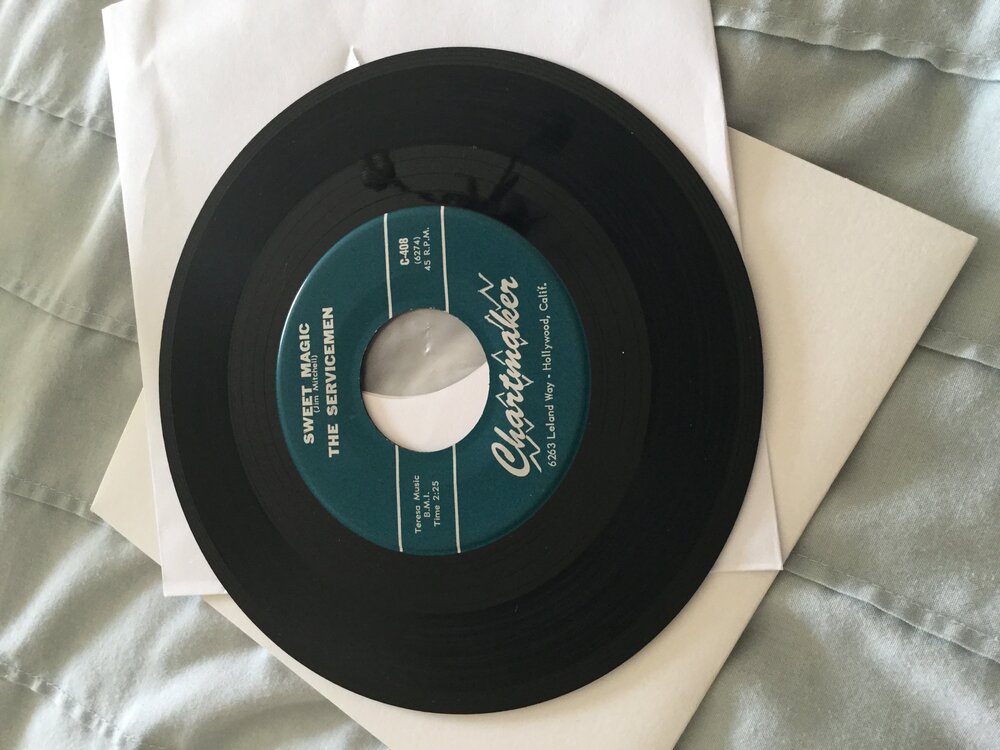 Chartmaker
6263 Leland Way - Hollywood, Calif.
Teresa Music
B.M.I.
Time 2:25
C-408
(6274)
45 R.P.M.
SWEET MAGIC
(Jim Mitchell)
THE SERVICEMEN